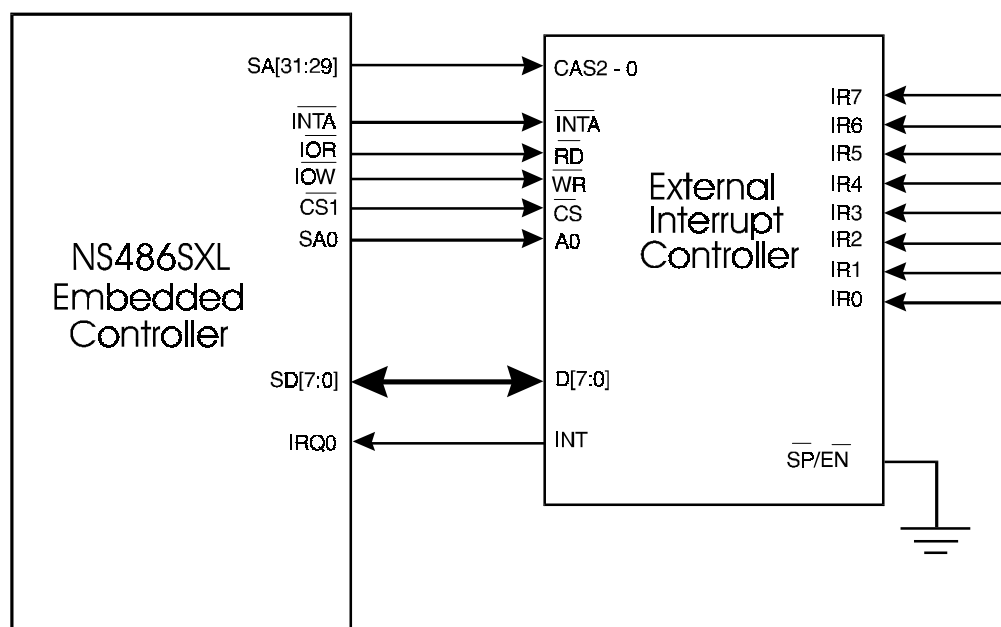 SA[31:29]
INTA
IOR
IOW
CS1
SA0
NS486SXL
Embedded
Controller
SD[7:0]
IRQ0
CAS2 - 0
INTA
RD
WR
CS
A0
External
Interrupt
Controller
D[7:0]
INT
SP/EN
IR7
IR6
IR5
IR4
IR3
IR2
IR1
IR0